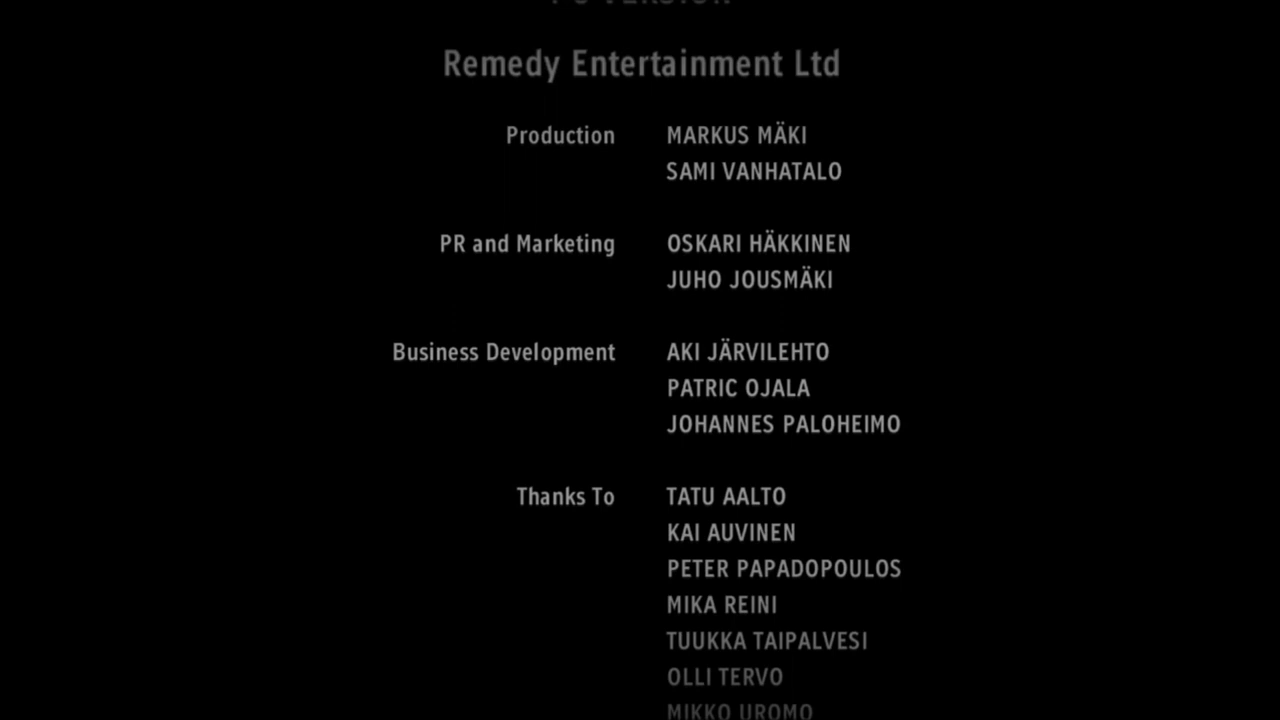 PC VERSION
Remedy Entertainment Ltd
Production MARKUS MÄKI
SAMI VANHATALO
PR and Marketing OSKARI HÄKKINEN
JUHO JOUSMÄKI
Business Development AKI JÄRVILEHTO
PATRIC OJALA
JOHANNES PALOHEIMO
Thanks To TATU AALTO
KAI AUVINEN
PETER PAPADOPOULOS
MIKA REINI
TUUKKA TAIPALVESI
OLLI TERVO
MIKKO UROMO